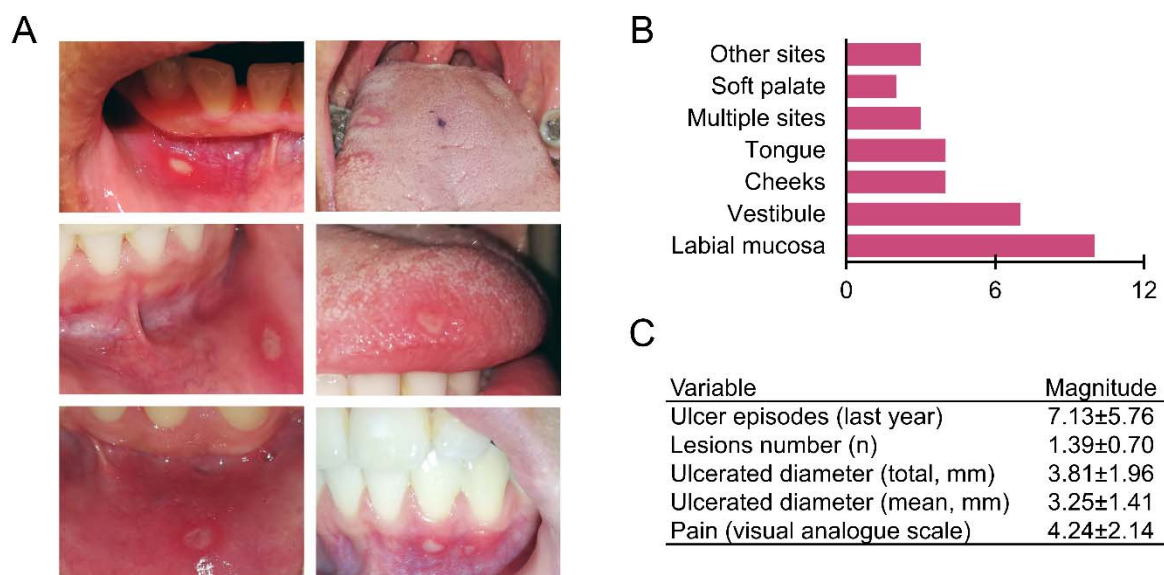 A
B
Other sites
Soft palate
Multiple sites
Tongue
Cheeks
Vestibule
Labial mucosa
0 6 12
C
Variable Magnitude
Ulcer episodes (last year) 7.13±5.76
Lesions number (n) 1.39±0.70
Ulcerated diameter (total, mm) 3.81±1.96
Ulcerated diameter (mean, mm) 3.25±1.41
Pain (visual analogue scale) 4.24±2.14